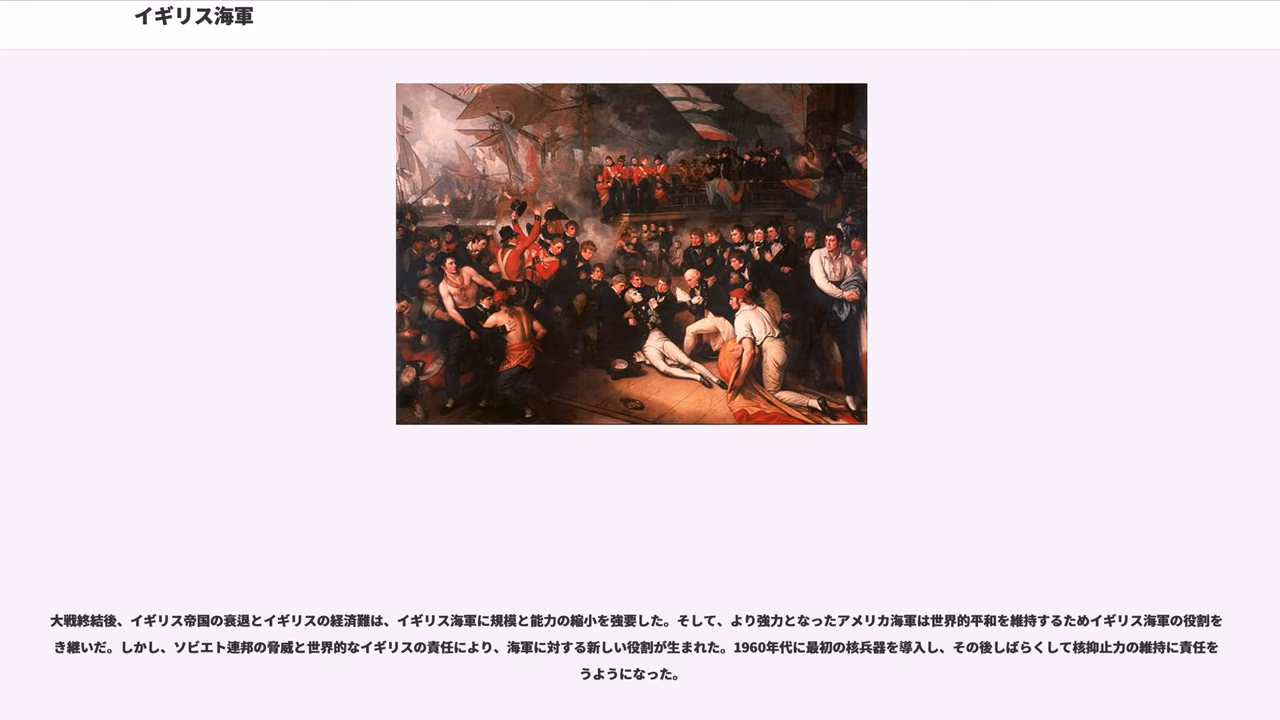 イギリス海軍
大戦終結後、イギリス帝国の衰退とイギリスの経済難は、イギリス海軍に規模と能力の縮小を強要した。そして、より強力となったアメリカ海軍は世界的平和を維持するためイギリス海軍の役割を
き継いだ。しかし、ソビエト連邦の脅威と世界的なイギリスの責任により、海軍に対する新しい役割が生まれた。1960年代に最初の核兵器を導入し、その後しばらくして核抑止力の維持に責任を
うようになった。